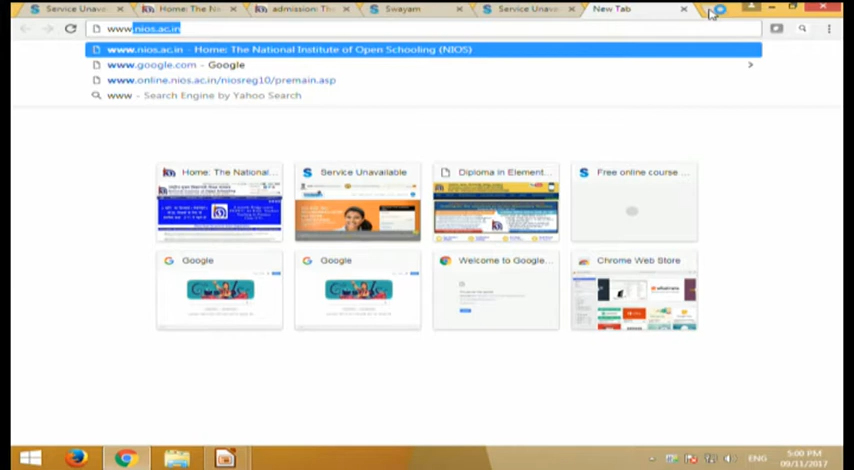 Service Unava
Home: The Na
admission: Th
Swayam
Service Unava
New Tab
www.nios.ac.in
www.nios.ac.in - Home: The National Institute of Open Schooling (NIOS)
www.google.com - Google
www.online.nios.ac.in/niosreg10/premain.asp
www - Search Engine by Yahoo Search
Home: The National...
Service Unavailable
Diploma in Element...
Free online course ...
Google
Google
Welcome to Google...
Chrome Web Store
ENG
5:00 PM
09/11/2017